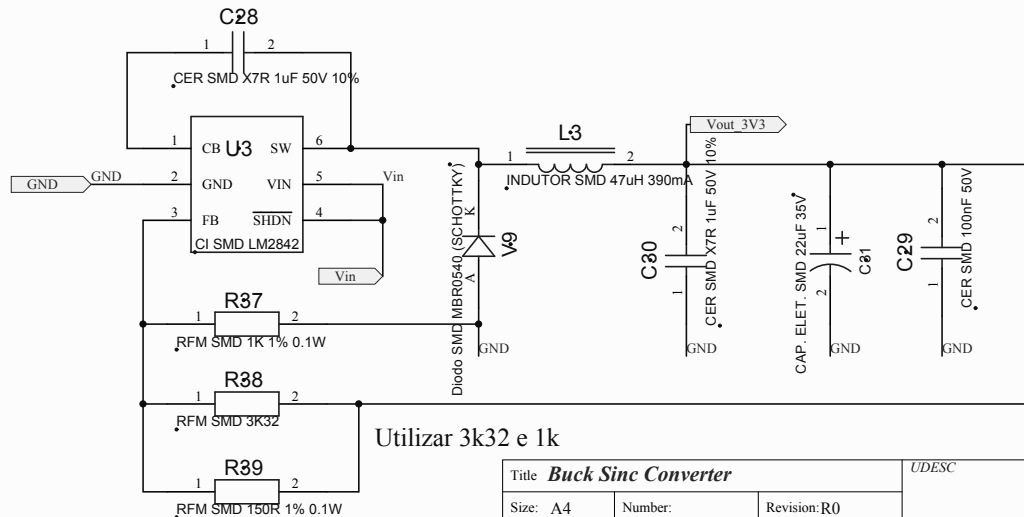 C28
1 2
CER SMD X7R 1uF 50V 10%
1 CB U3 SW 6
GND GND 2 GND VIN 5 Vin
3 FB SHDN 4
CI SMD LM2842
Vin
R37
1 2
RFM SMD 1K 1% 0.1W
R38
1 2
RFM SMD 3K32
R39
1 2
RFM SMD 150R 1% 0.1W
Utilizar 3k32 e 1k
Diodo SMD MBR0540 (SCHOTTKY)
K
A
V9
GND
L3
1 2
INDUTOR SMD 47uH 390mA
Vout_3V3
C30
2
1
CER SMD X7R 1uF 50V 10%
GND
CAP. ELET. SMD 22uF 35V
1
2
+
C31
GND
C29
2
1
CER SMD 100nF 50V
GND
Title Buck Sinc Converter
UDESC
Size: A4 Number: Revision:R0